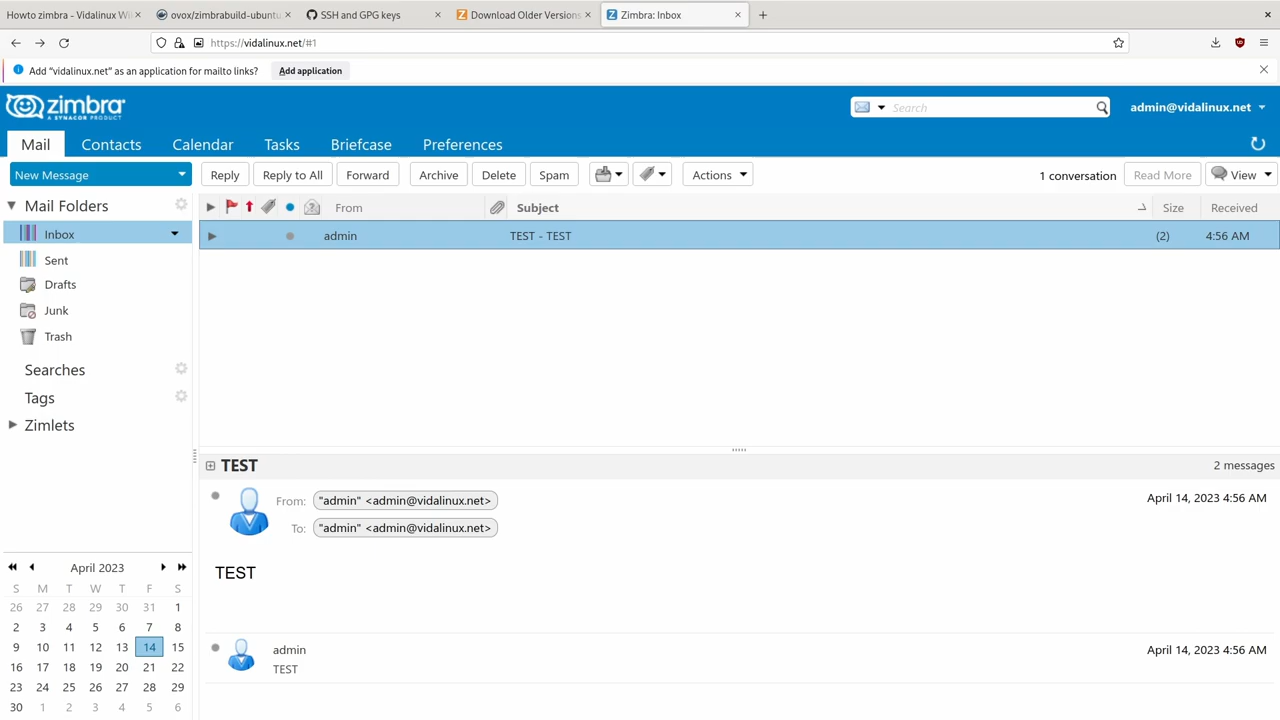 Howto zimbra - Vidalinux Wi
ovox/zimbrabuild-ubuntu
SSH and GPG keys
Download Older Versions
Zimbra: Inbox
https://vidalinux.net/#1
Add “vidalinux.net” as an application for mailto links?
Add application
zimbra
A SYNACOR PRODUCT
Search
admin@vidalinux.net
Mail Contacts Calendar Tasks Briefcase Preferences
New Message
Reply Reply to All Forward Archive Delete Spam Actions 1 conversation Read More View
Mail Folders
Inbox
Sent
Drafts
Junk
Trash
Searches
Tags
Zimlets
From Subject Size Received
admin TEST - TEST (2) 4:56 AM
TEST 2 messages
From: "admin" <admin@vidalinux.net> April 14, 2023 4:56 AM
To: "admin" <admin@vidalinux.net>
TEST
admin April 14, 2023 4:56 AM
TEST
April 2023
S M T W T F S
26 27 28 29 30 31 1
2 3 4 5 6 7 8
9 10 11 12 13 14 15
16 17 18 19 20 21 22
23 24 25 26 27 28 29
30 1 2 3 4 5 6